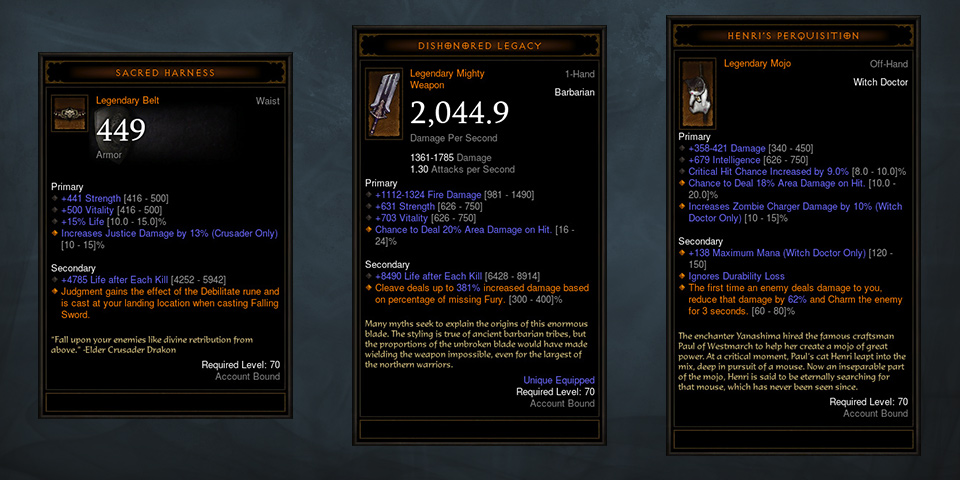 SACRED HARNESS
Legendary Belt
Waist
449
Armor
Primary
+441 Strength [416 - 500]
+500 Vitality [416 - 500]
+15% Life [10.0 - 15.0]%
Increases Justice Damage by 13% (Crusader Only)
[10 - 15]%
Secondary
+4785 Life after Each Kill [4252 - 5942]
Judgment gains the effect of the Debilitate rune and
is cast at your landing location when casting Falling
Sword.
"Fall upon your enemies like divine retribution from
above." -Elder Crusader Drakon
Required Level: 70
Account Bound
DISHONORED LEGACY
Legendary Mighty
Weapon
1-Hand
Barbarian
2,044.9
Damage Per Second
1361-1785 Damage
1.30 Attacks per Second
Primary
+1112-1324 Fire Damage [981 - 1490]
+631 Strength [626 - 750]
+703 Vitality [626 - 750]
Chance to Deal 20% Area Damage on Hit. [16 -
24]%
Secondary
+8490 Life after Each Kill [6428 - 8914]
Cleave deals up to 381% increased damage based
on percentage of missing Fury. [300 - 400]%
Many myths seek to explain the origins of this enormous
blade. The styling is true of ancient barbarian tribes, but
the proportions of the unbroken blade would have made
wielding the weapon impossible, even for the largest of
the northern warriors.
Unique Equipped
Required Level: 70
Account Bound
HENRI'S PERQUISITION
Legendary Mojo
Off-Hand
Witch Doctor
Primary
+358-421 Damage [340 - 450]
+679 Intelligence [626 - 750]
Critical Hit Chance Increased by 9.0% [8.0 - 10.0]%
Chance to Deal 18% Area Damage on Hit. [10.0 -
20.0]%
Increases Zombie Charger Damage by 10% (Witch
Doctor Only) [10 - 15]%
Secondary
+138 Maximum Mana (Witch Doctor Only) [120 -
150]
Ignores Durability Loss
The first time an enemy deals damage to you,
reduce that damage by 62% and Charm the enemy
for 3 seconds. [60 - 80]%
The enchanter Yanashima hired the famous craftsman
Paul of Westmarch to help her create a mojo of great
power. At a critical moment, Paul's cat Henri leapt into the
mix, deep in pursuit of a mouse. Now an inseparable part
of the mojo, Henri is said to be eternally searching for
that mouse, which has never been seen since.
Required Level: 70
Account Bound